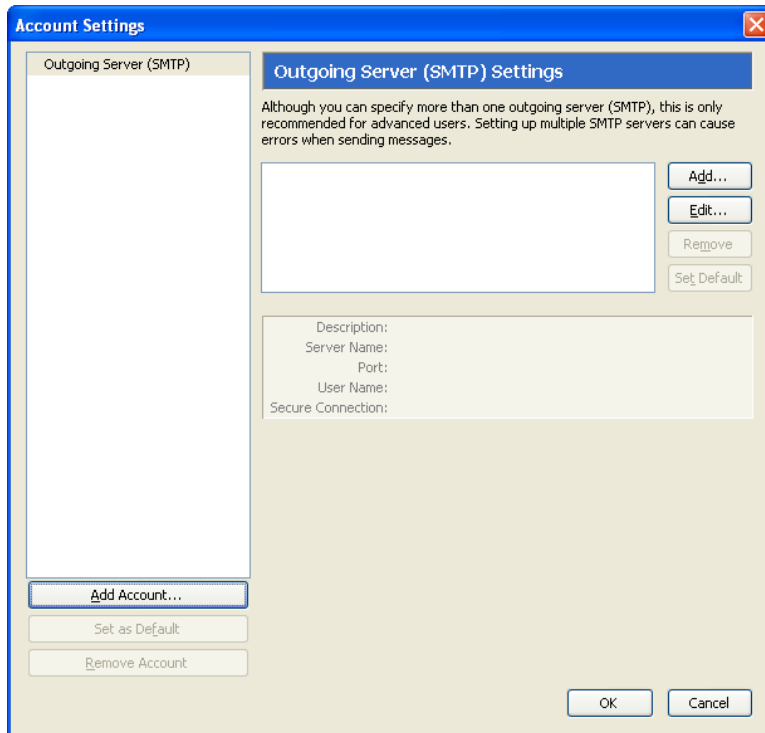 Account Settings
Outgoing Server (SMTP)
Outgoing Server (SMTP) Settings
Although you can specify more than one outgoing server (SMTP), this is only
recommended for advanced users. Setting up multiple SMTP servers can cause
errors when sending messages.
Add...
Edit...
Remove
Set Default
Description:
Server Name:
Port:
User Name:
Secure Connection:
Add Account...
Set as Default
Remove Account
OK
Cancel